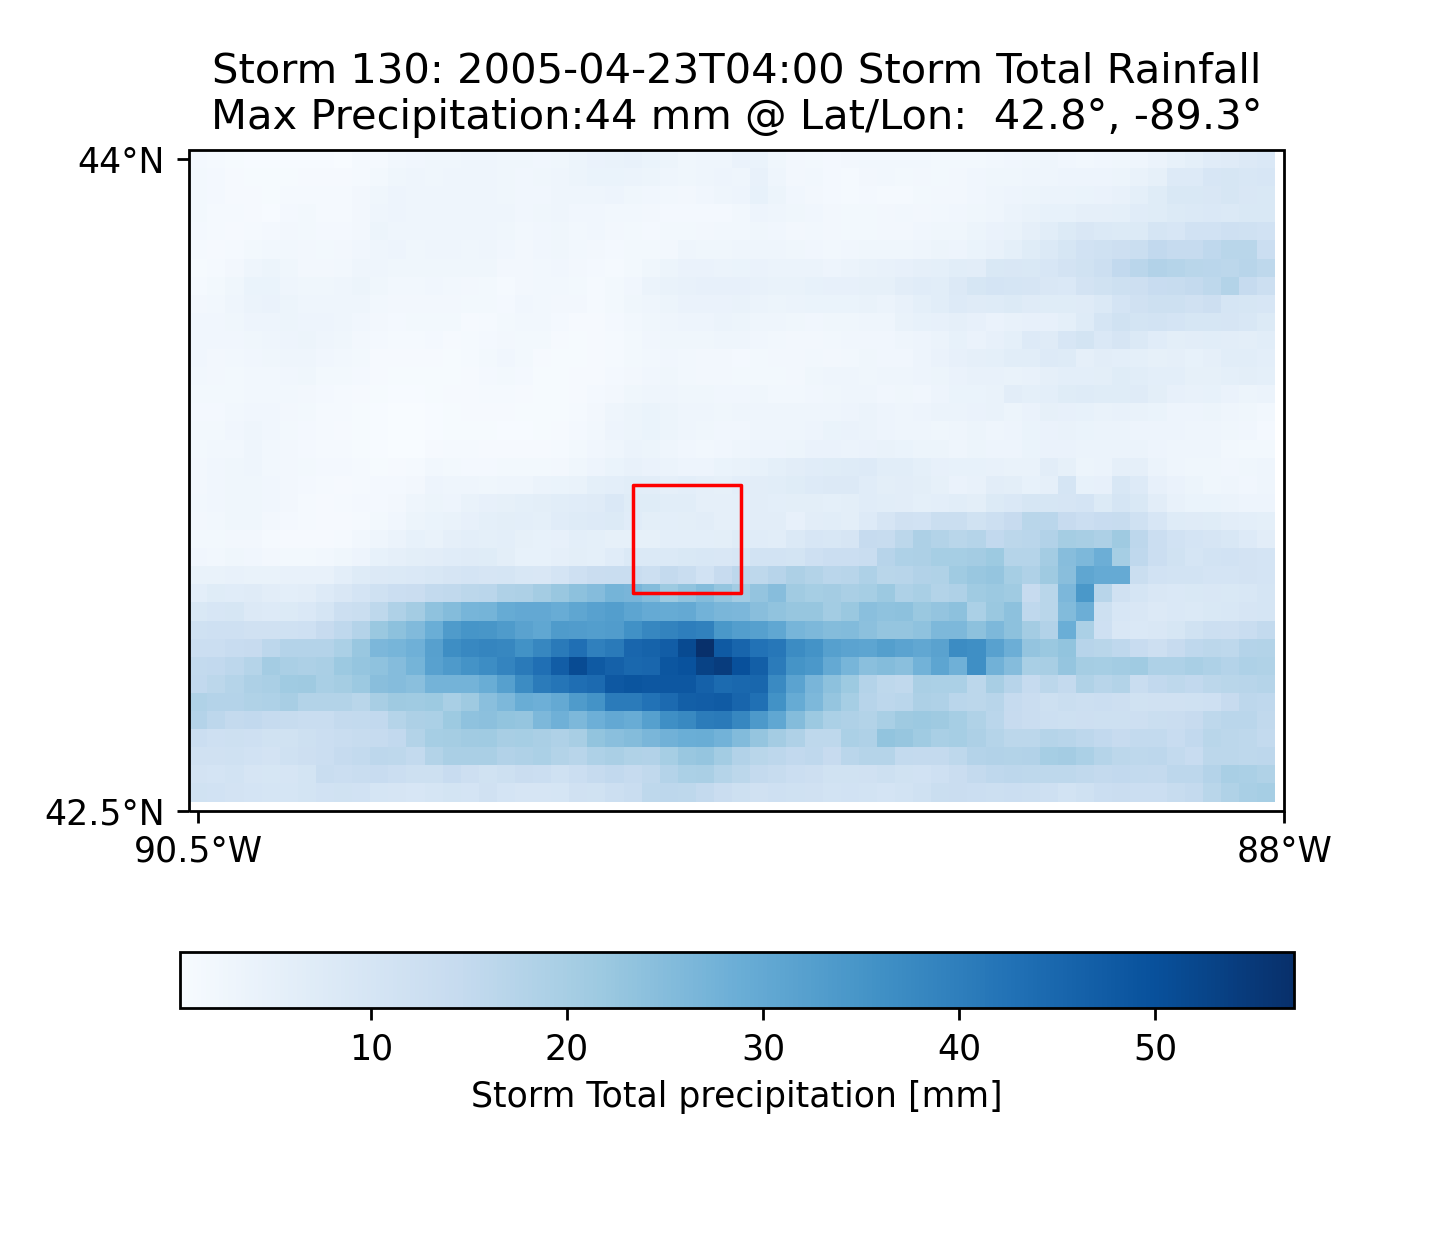 Storm 130: 2005-04-23T04:00 Storm Total Rainfall
Max Precipitation:44 mm @ Lat/Lon:  42.8°, -89.3°
44°N
42.5°N
90.5°W
88°W
10
20
30
40
50
Storm Total precipitation [mm]